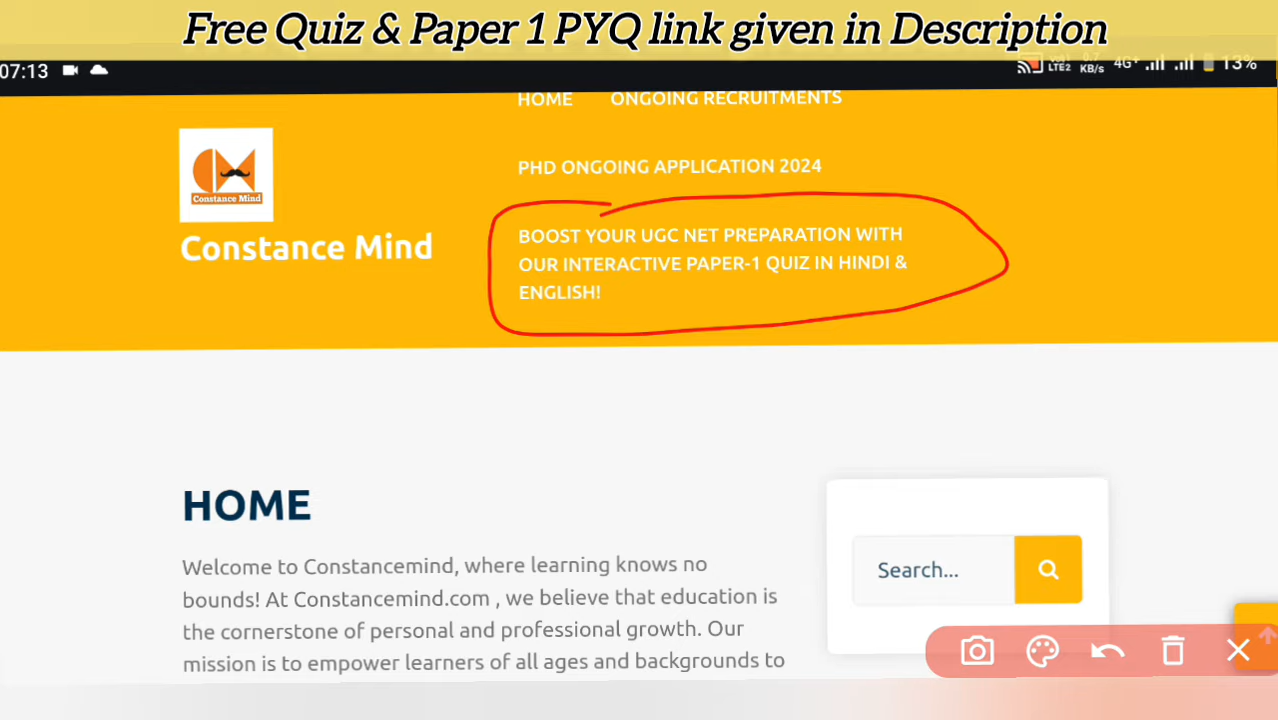 Free Quiz & Paper 1 PYQ link given in Description
07:13
LTE2 KB/s 4G+ 13%
HOME ONGOING RECRUITMENTS
PHD ONGOING APPLICATION 2024
Constance Mind
Constance Mind
BOOST YOUR UGC NET PREPARATION WITH
OUR INTERACTIVE PAPER-1 QUIZ IN HINDI &
ENGLISH!
HOME
Welcome to Constancemind, where learning knows no
bounds! At Constancemind.com , we believe that education is
the cornerstone of personal and professional growth. Our
mission is to empower learners of all ages and backgrounds to
Search...